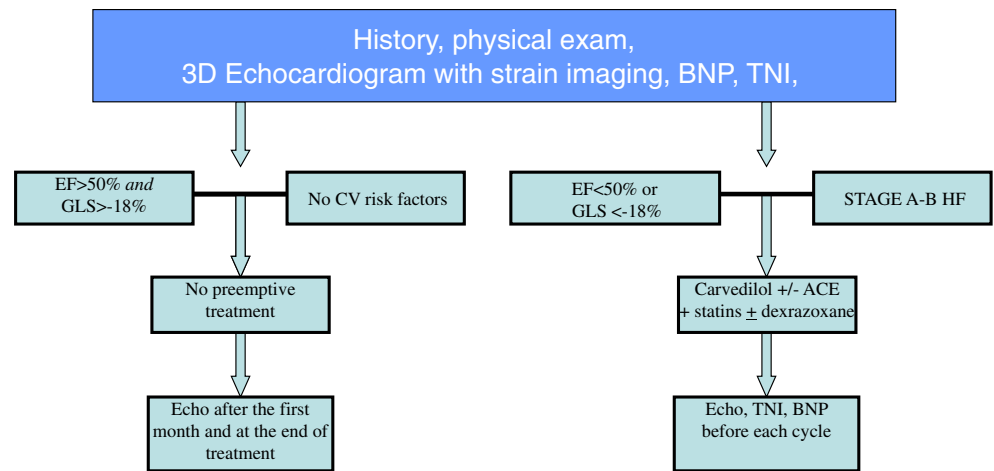 History, physical exam,
3D Echocardiogram with strain imaging, BNP, TNI,
EF>50% and
GLS>-18%
No CV risk factors
EF<50% or
GLS <-18%
STAGE A-B HF
No preemptive
treatment
Carvedilol +/- ACE
+ statins + dexrazoxane
Echo after the first
month and at the end of
treatment
Echo, TNI, BNP
before each cycle